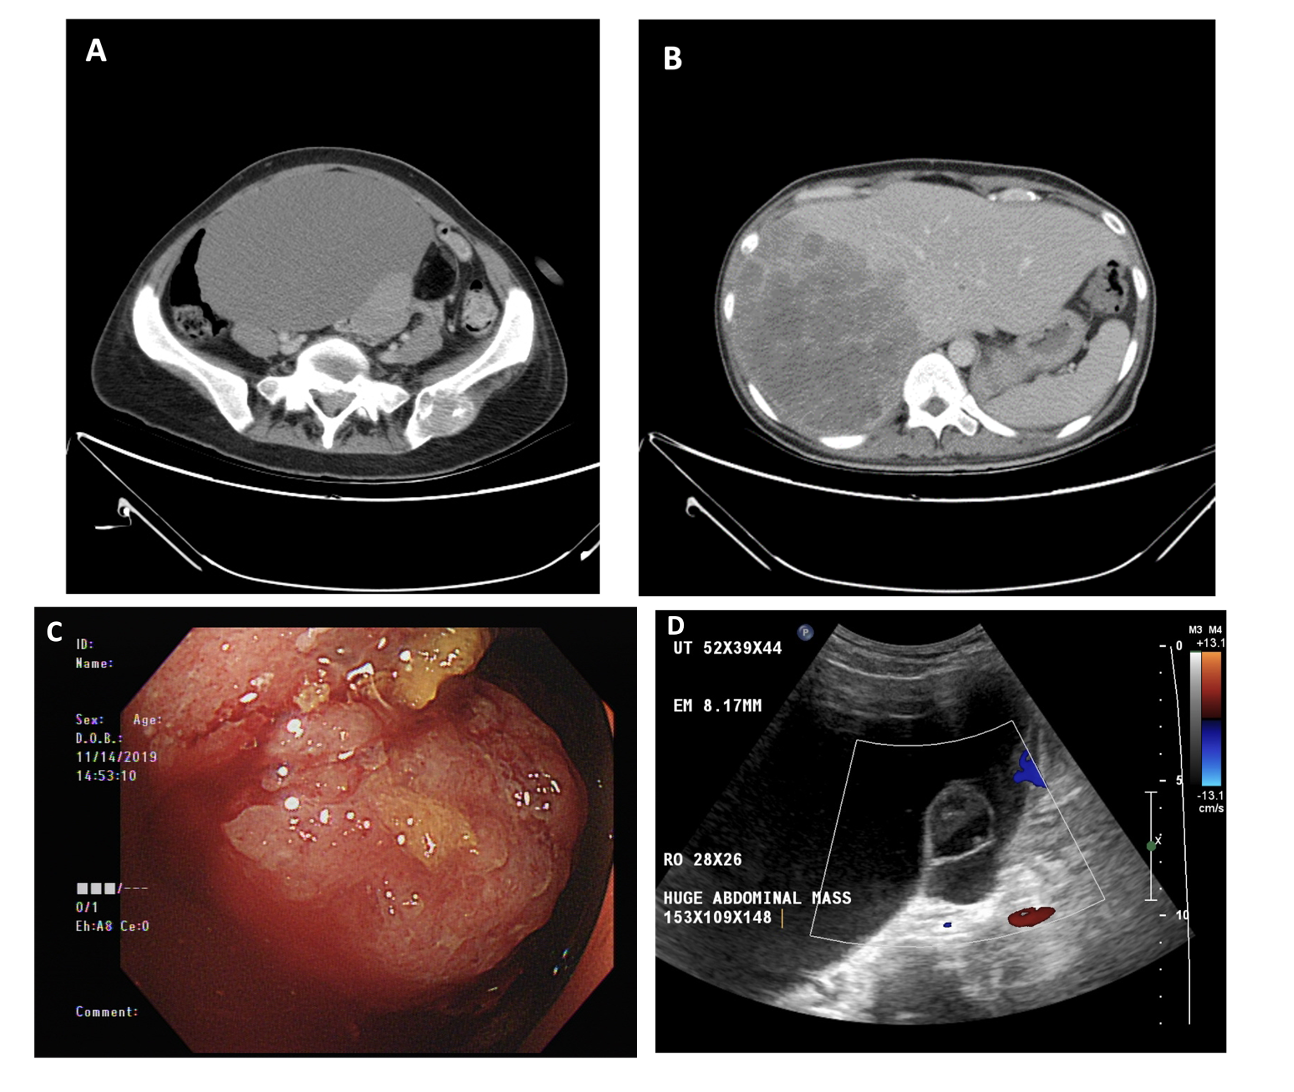 A
B
C
ID:
Name:
Sex: Age:
D.O.B.:
11/14/2019
14:53:10
■■■/---
0/1
Eh:A8 Ce:0
Comment:
D
P
UT 52X39X44
EM 8.17MM
RO 28X26
HUGE ABDOMINAL MASS
153X109X148
M3 M4
+13.1
-13.1
cm/s
0
5
X
10